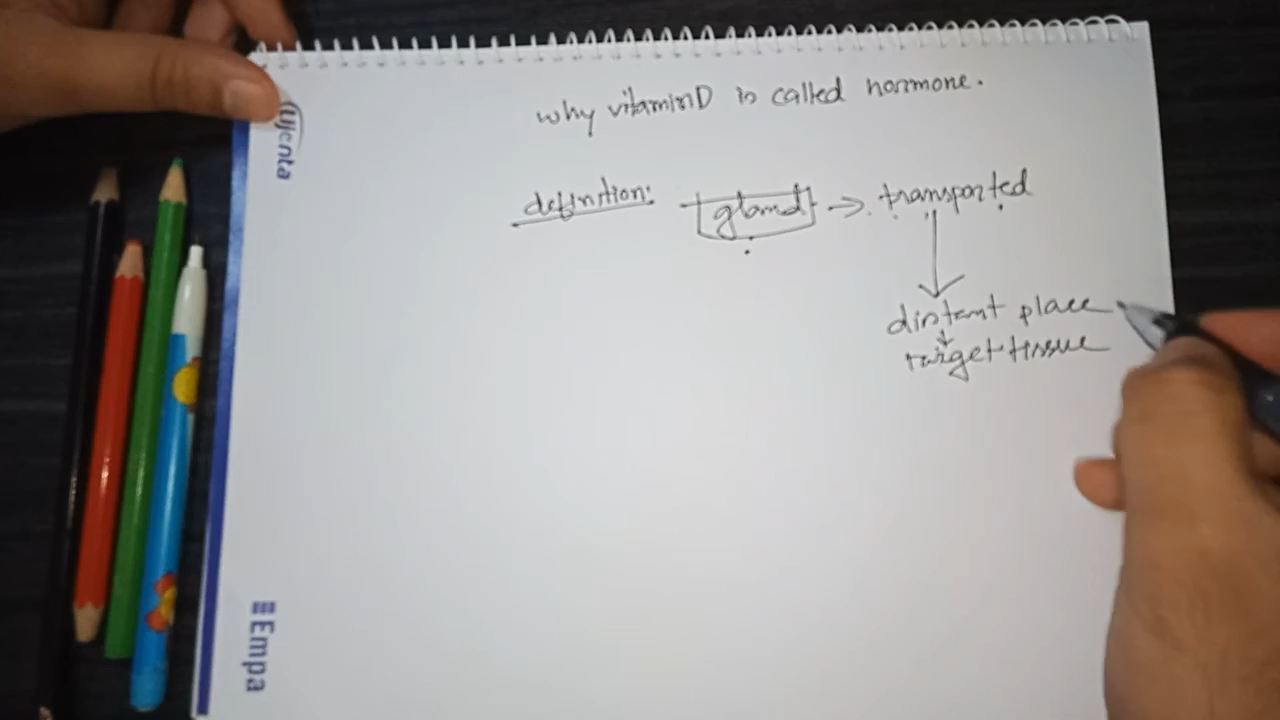 why vitaminD is called hormone.
definition: gland → transported
distant place
target tissue
Ujenta
Empa